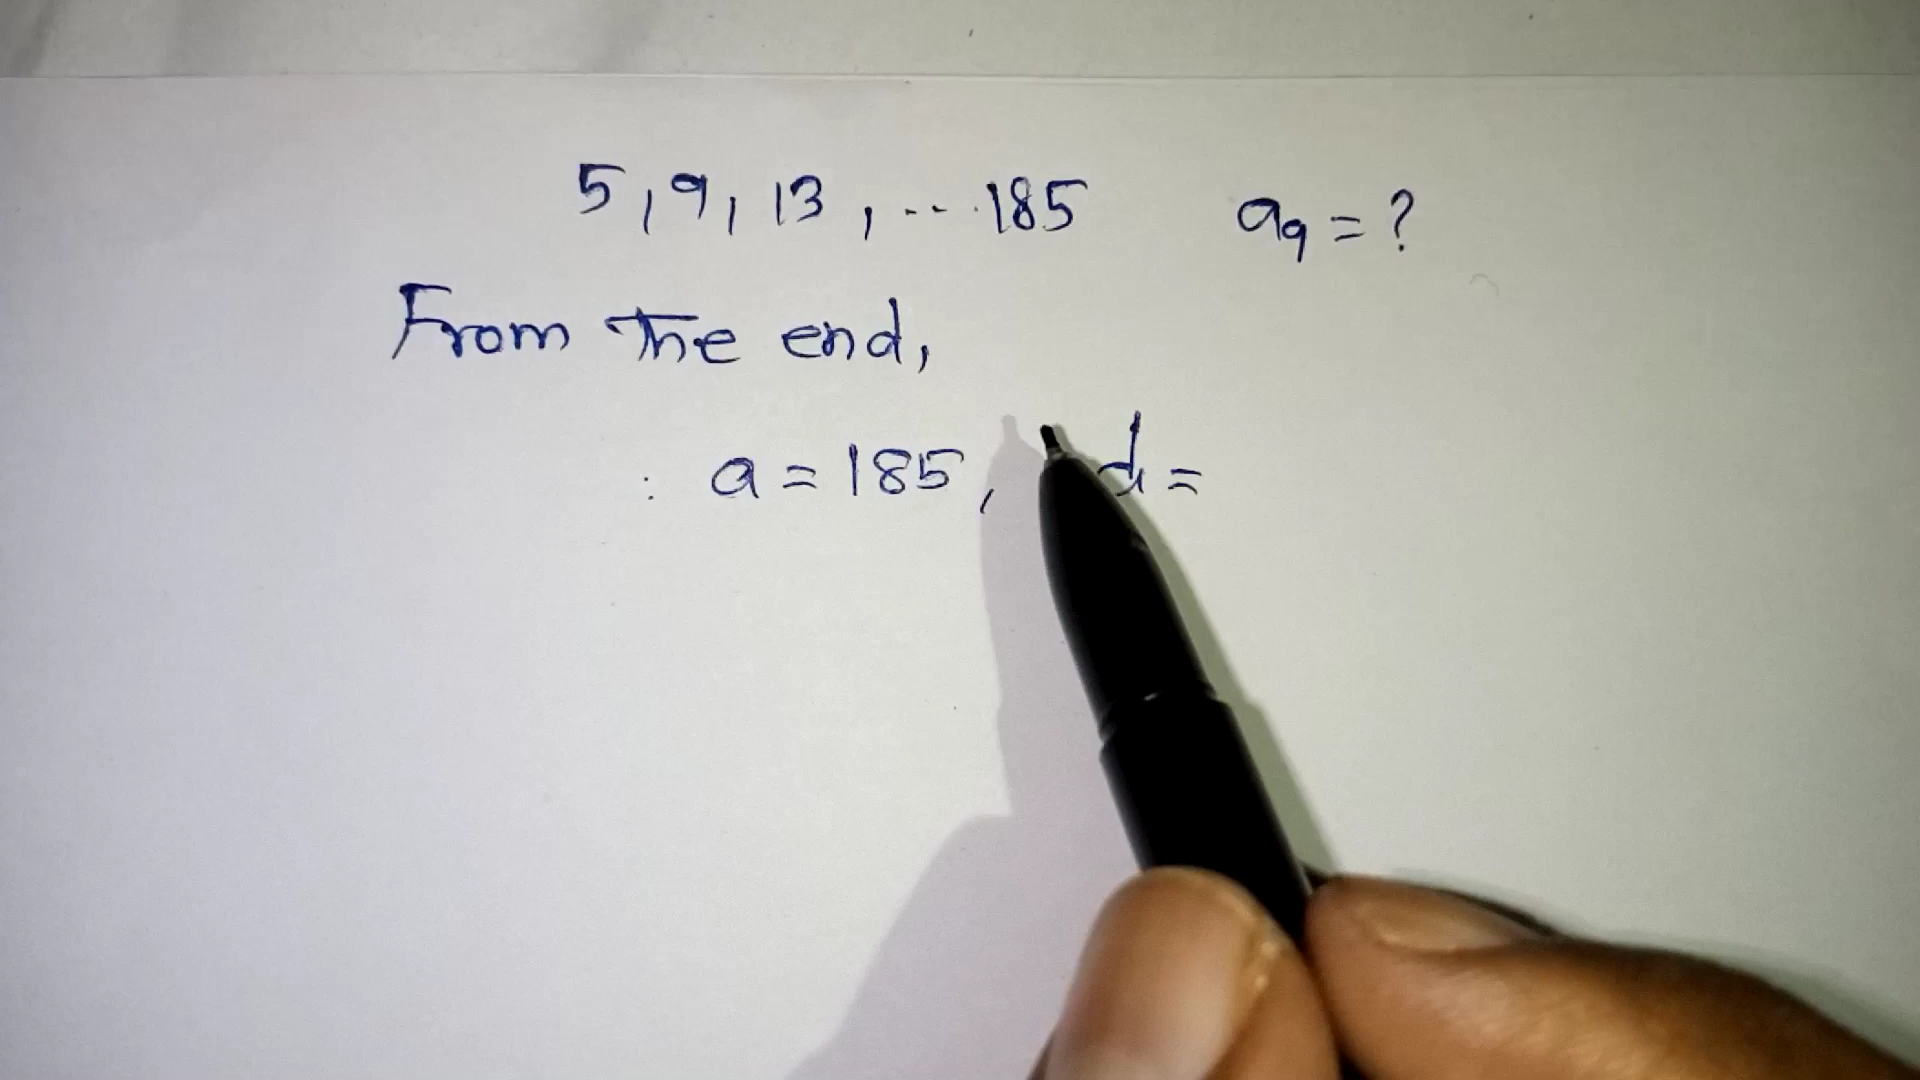 5, 9, 13, ... 185 a₉ = ?
From the end,
: a = 185, d =